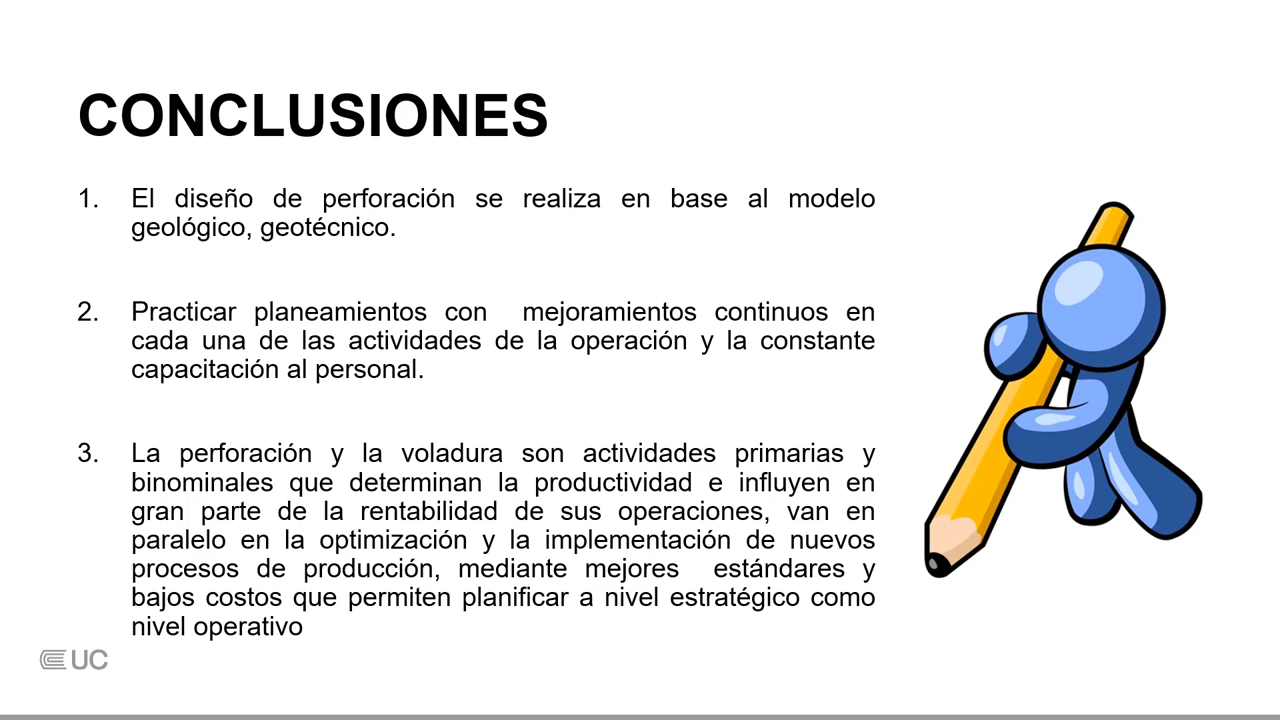 CONCLUSIONES
1. El diseño de perforación se realiza en base al modelo
geológico, geotécnico.
2. Practicar planeamientos con mejoramientos continuos en
cada una de las actividades de la operación y la constante
capacitación al personal.
3. La perforación y la voladura son actividades primarias y
binominales que determinan la productividad e influyen en
gran parte de la rentabilidad de sus operaciones, van en
paralelo en la optimización y la implementación de nuevos
procesos de producción, mediante mejores estándares y
bajos costos que permiten planificar a nivel estratégico como
nivel operativo
UC